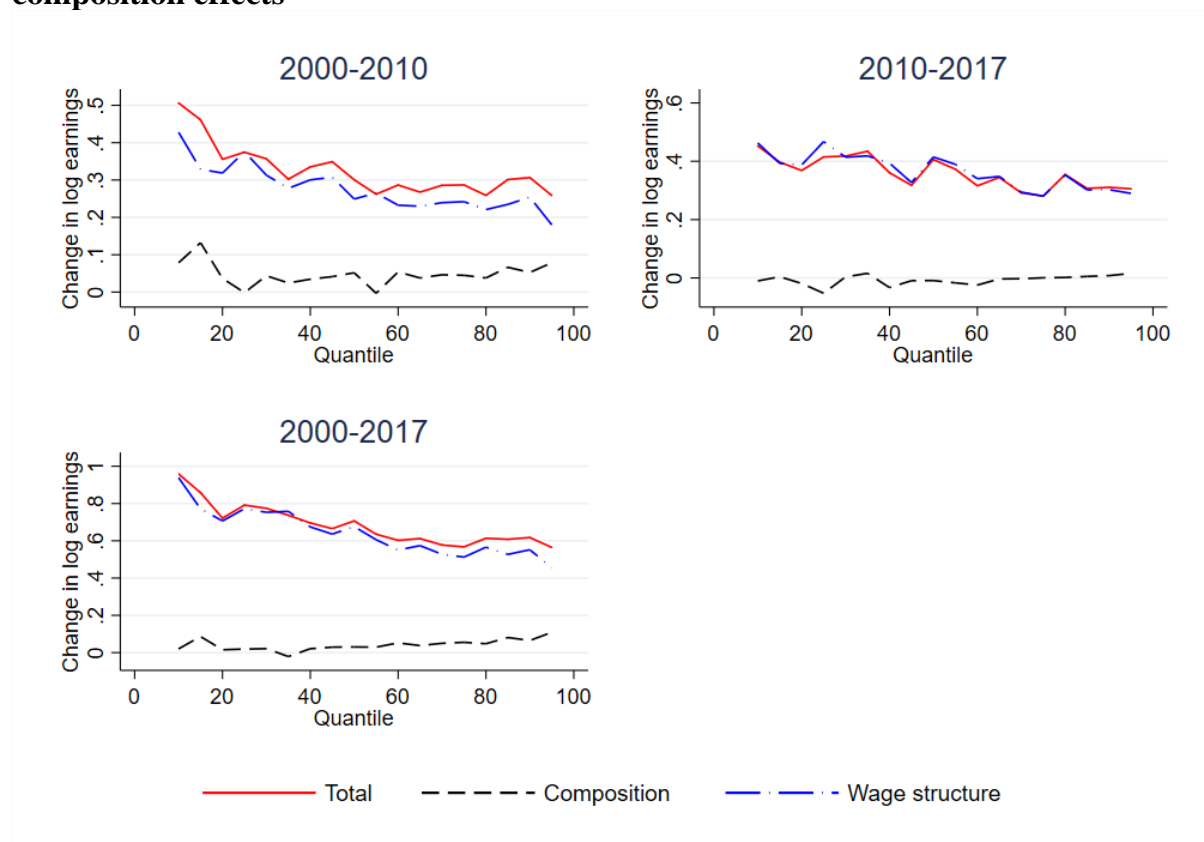 composition effects
2000-2010
Change in log earnings
0 .1 .2 .3 .4 .5
0 20 40 60 80 100
Quantile
2010-2017
Change in log earnings
0 .2 .4 .6
0 20 40 60 80 100
Quantile
2000-2017
Change in log earnings
0 .2 .4 .6 .8 1
0 20 40 60 80 100
Quantile
Total Composition Wage structure